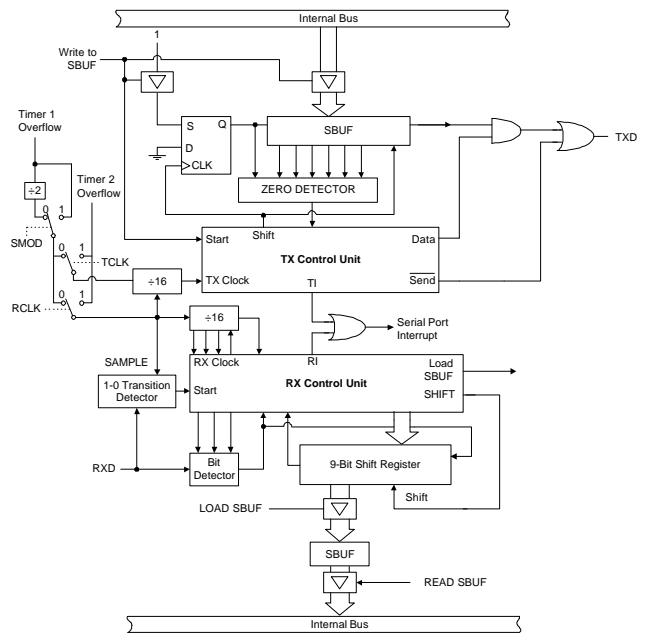 Internal Bus
1
Write to
SBUF
S
Q
D
CLK
SBUF
TXD
ZERO DETECTOR
Timer 1
Overflow
÷2
Timer 2
Overflow
0 1
SMOD
0 1
TCLK
RCLK
0 1
÷16
Start
Shift
Data
TX Control Unit
TX Clock
TI
Send
÷16
Serial Port
Interrupt
SAMPLE
1-0 Transition
Detector
RX Clock
RI
Load
SBUF
RX Control Unit
Start
SHIFT
RXD
Bit
Detector
9-Bit Shift Register
Shift
LOAD SBUF
SBUF
READ SBUF
Internal Bus